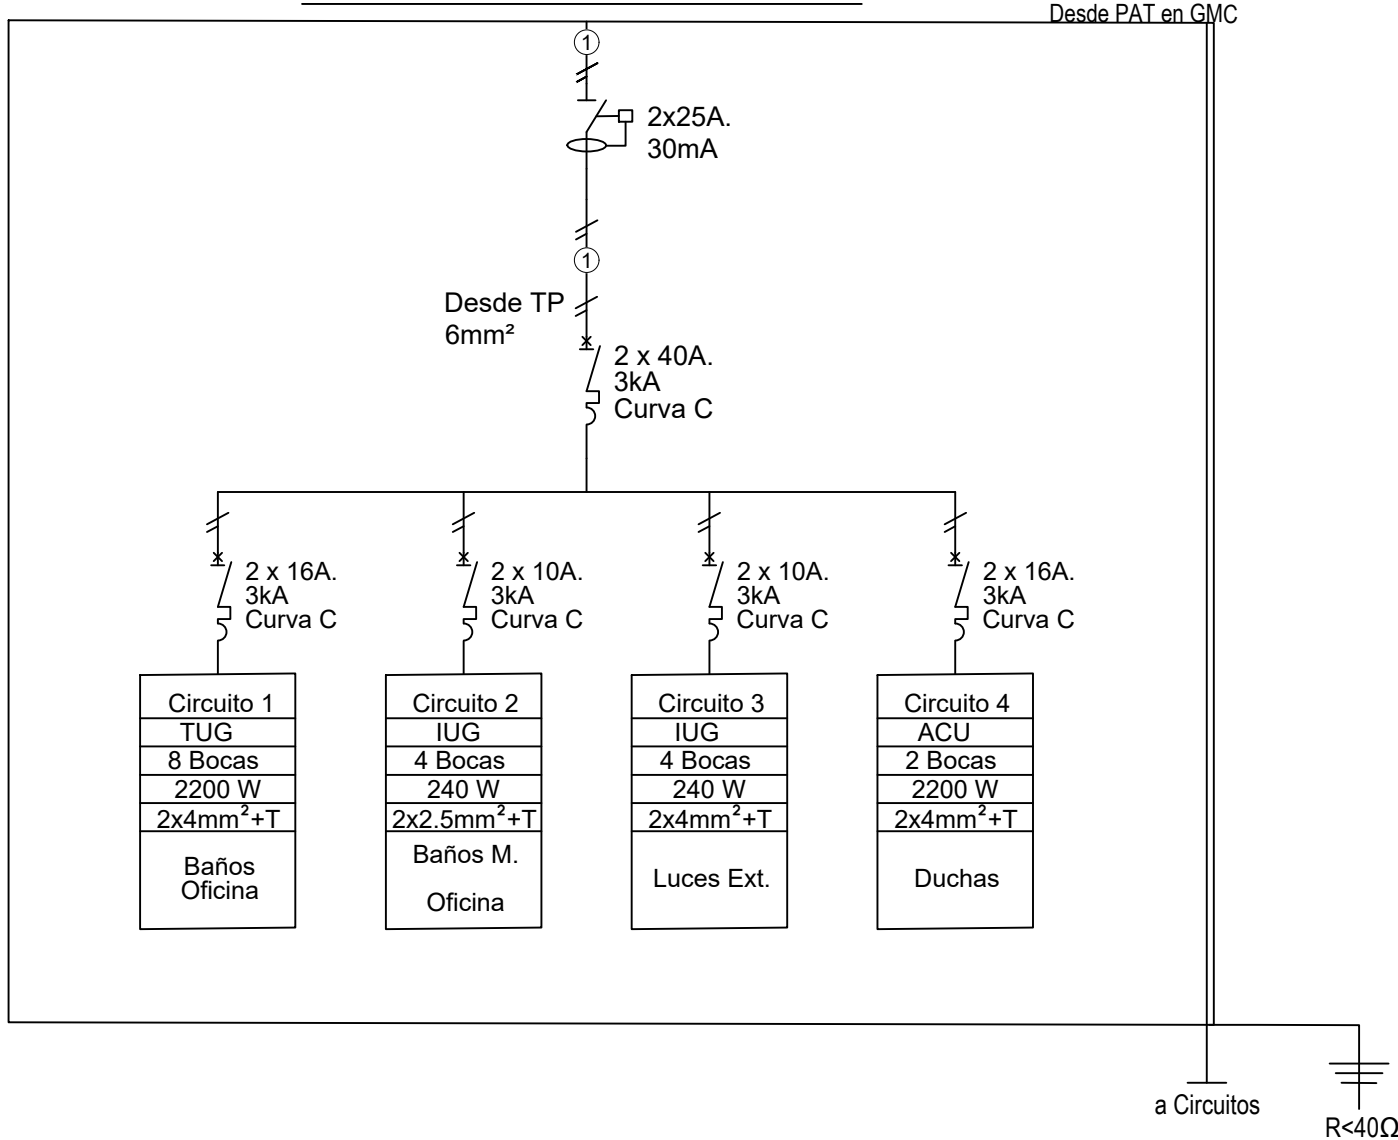 Desde PAT en GMC
1
2x25A.
30mA
1
Desde TP
6mm²
2 x 40A.
3kA
Curva C
2 x 16A.
3kA
Curva C
2 x 10A.
3kA
Curva C
2 x 10A.
3kA
Curva C
2 x 16A.
3kA
Curva C
Circuito 1
TUG
8 Bocas
2200 W
2x4mm²+T
Baños
Oficina
Circuito 2
IUG
4 Bocas
240 W
2x2.5mm²+T
Baños M.
Oficina
Circuito 3
IUG
4 Bocas
240 W
2x4mm²+T
Luces Ext.
Circuito 4
ACU
2 Bocas
2200 W
2x4mm²+T
Duchas
a Circuitos
R<40Ω